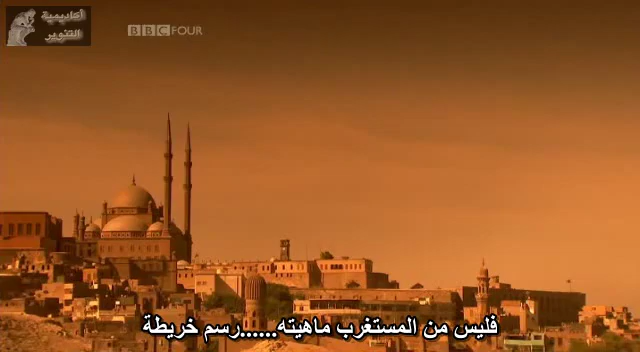 أكاديمية
التنوير
BBC FOUR
فليس من المستغرب ماهيته......رسم خريطة